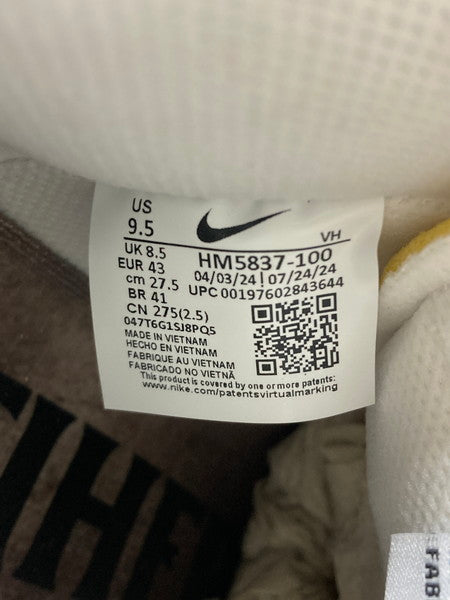 US
9.5
UK 8.5
EUR 43
cm 27.5
BR 41
CN 275(2.5)
VH
HM5837-100
04/03/24 | 07/24/24
UPC 00197602843644
047T6G1SJ8PQ5
MADE IN VIETNAM
HECHO EN VIETNAM
FABRIQUE AU VIETNAM
FABRICADO NO VIETNÃ
This product is covered by one or more patents:
www.nike.com/patentsvirtualmarking
THE
FAB